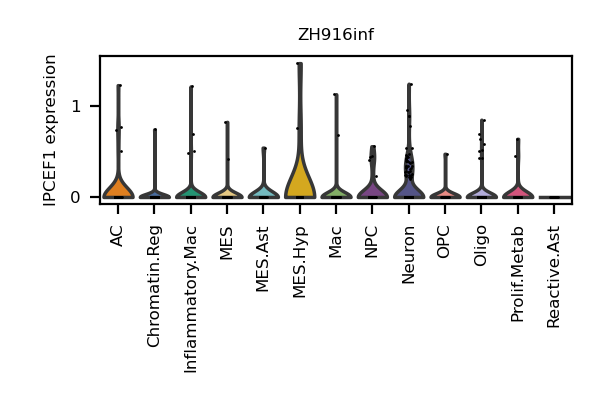 ZH916inf
IPCEF1 expression
1
0
AC
Chromatin.Reg
Inflammatory.Mac
MES
MES.Ast
MES.Hyp
Mac
NPC
Neuron
OPC
Oligo
Prolif.Metab
Reactive.Ast